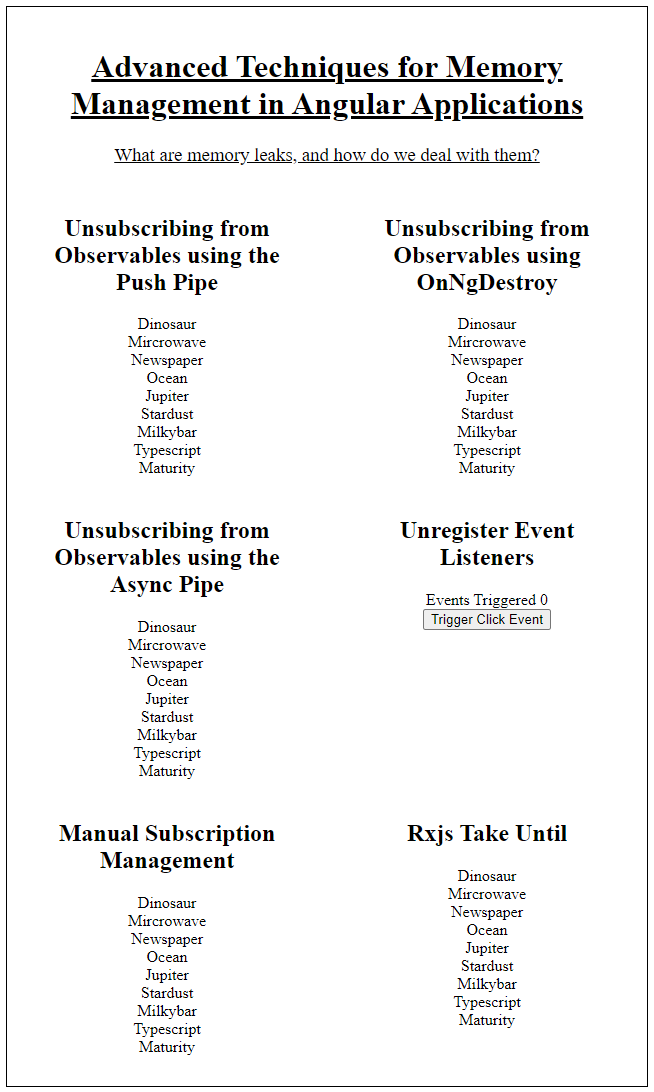 Advanced Techniques for Memory
Management in Angular Applications
What are memory leaks, and how do we deal with them?
Unsubscribing from
Observables using the
Push Pipe
Dinosaur
Mircrowave
Newspaper
Ocean
Jupiter
Stardust
Milkybar
Typescript
Maturity
Unsubscribing from
Observables using
OnNgDestroy
Dinosaur
Mircrowave
Newspaper
Ocean
Jupiter
Stardust
Milkybar
Typescript
Maturity
Unsubscribing from
Observables using the
Async Pipe
Dinosaur
Mircrowave
Newspaper
Ocean
Jupiter
Stardust
Milkybar
Typescript
Maturity
Unregister Event
Listeners
Events Triggered 0
Trigger Click Event
Manual Subscription
Management
Dinosaur
Mircrowave
Newspaper
Ocean
Jupiter
Stardust
Milkybar
Typescript
Maturity
Rxjs Take Until
Dinosaur
Mircrowave
Newspaper
Ocean
Jupiter
Stardust
Milkybar
Typescript
Maturity